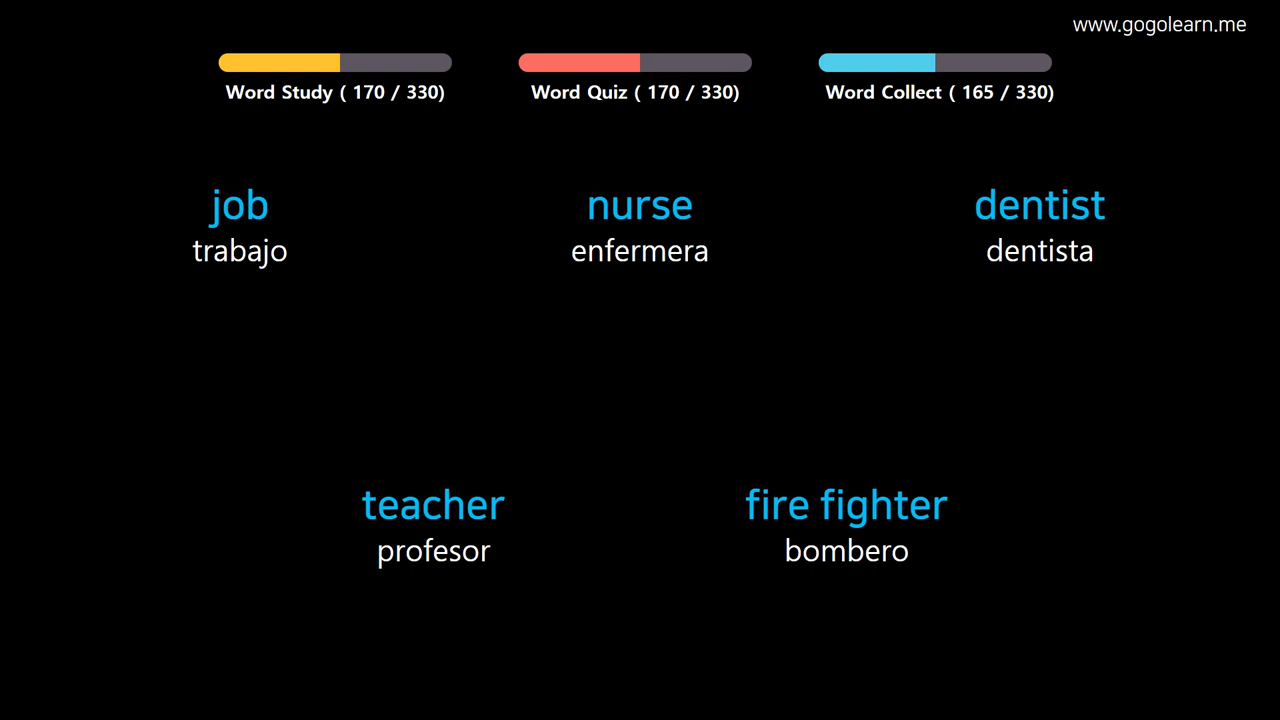 www.gogolearn.me
Word Study ( 170 / 330)
Word Quiz ( 170 / 330)
Word Collect ( 165 / 330)
job
trabajo
nurse
enfermera
dentist
dentista
teacher
profesor
fire fighter
bombero